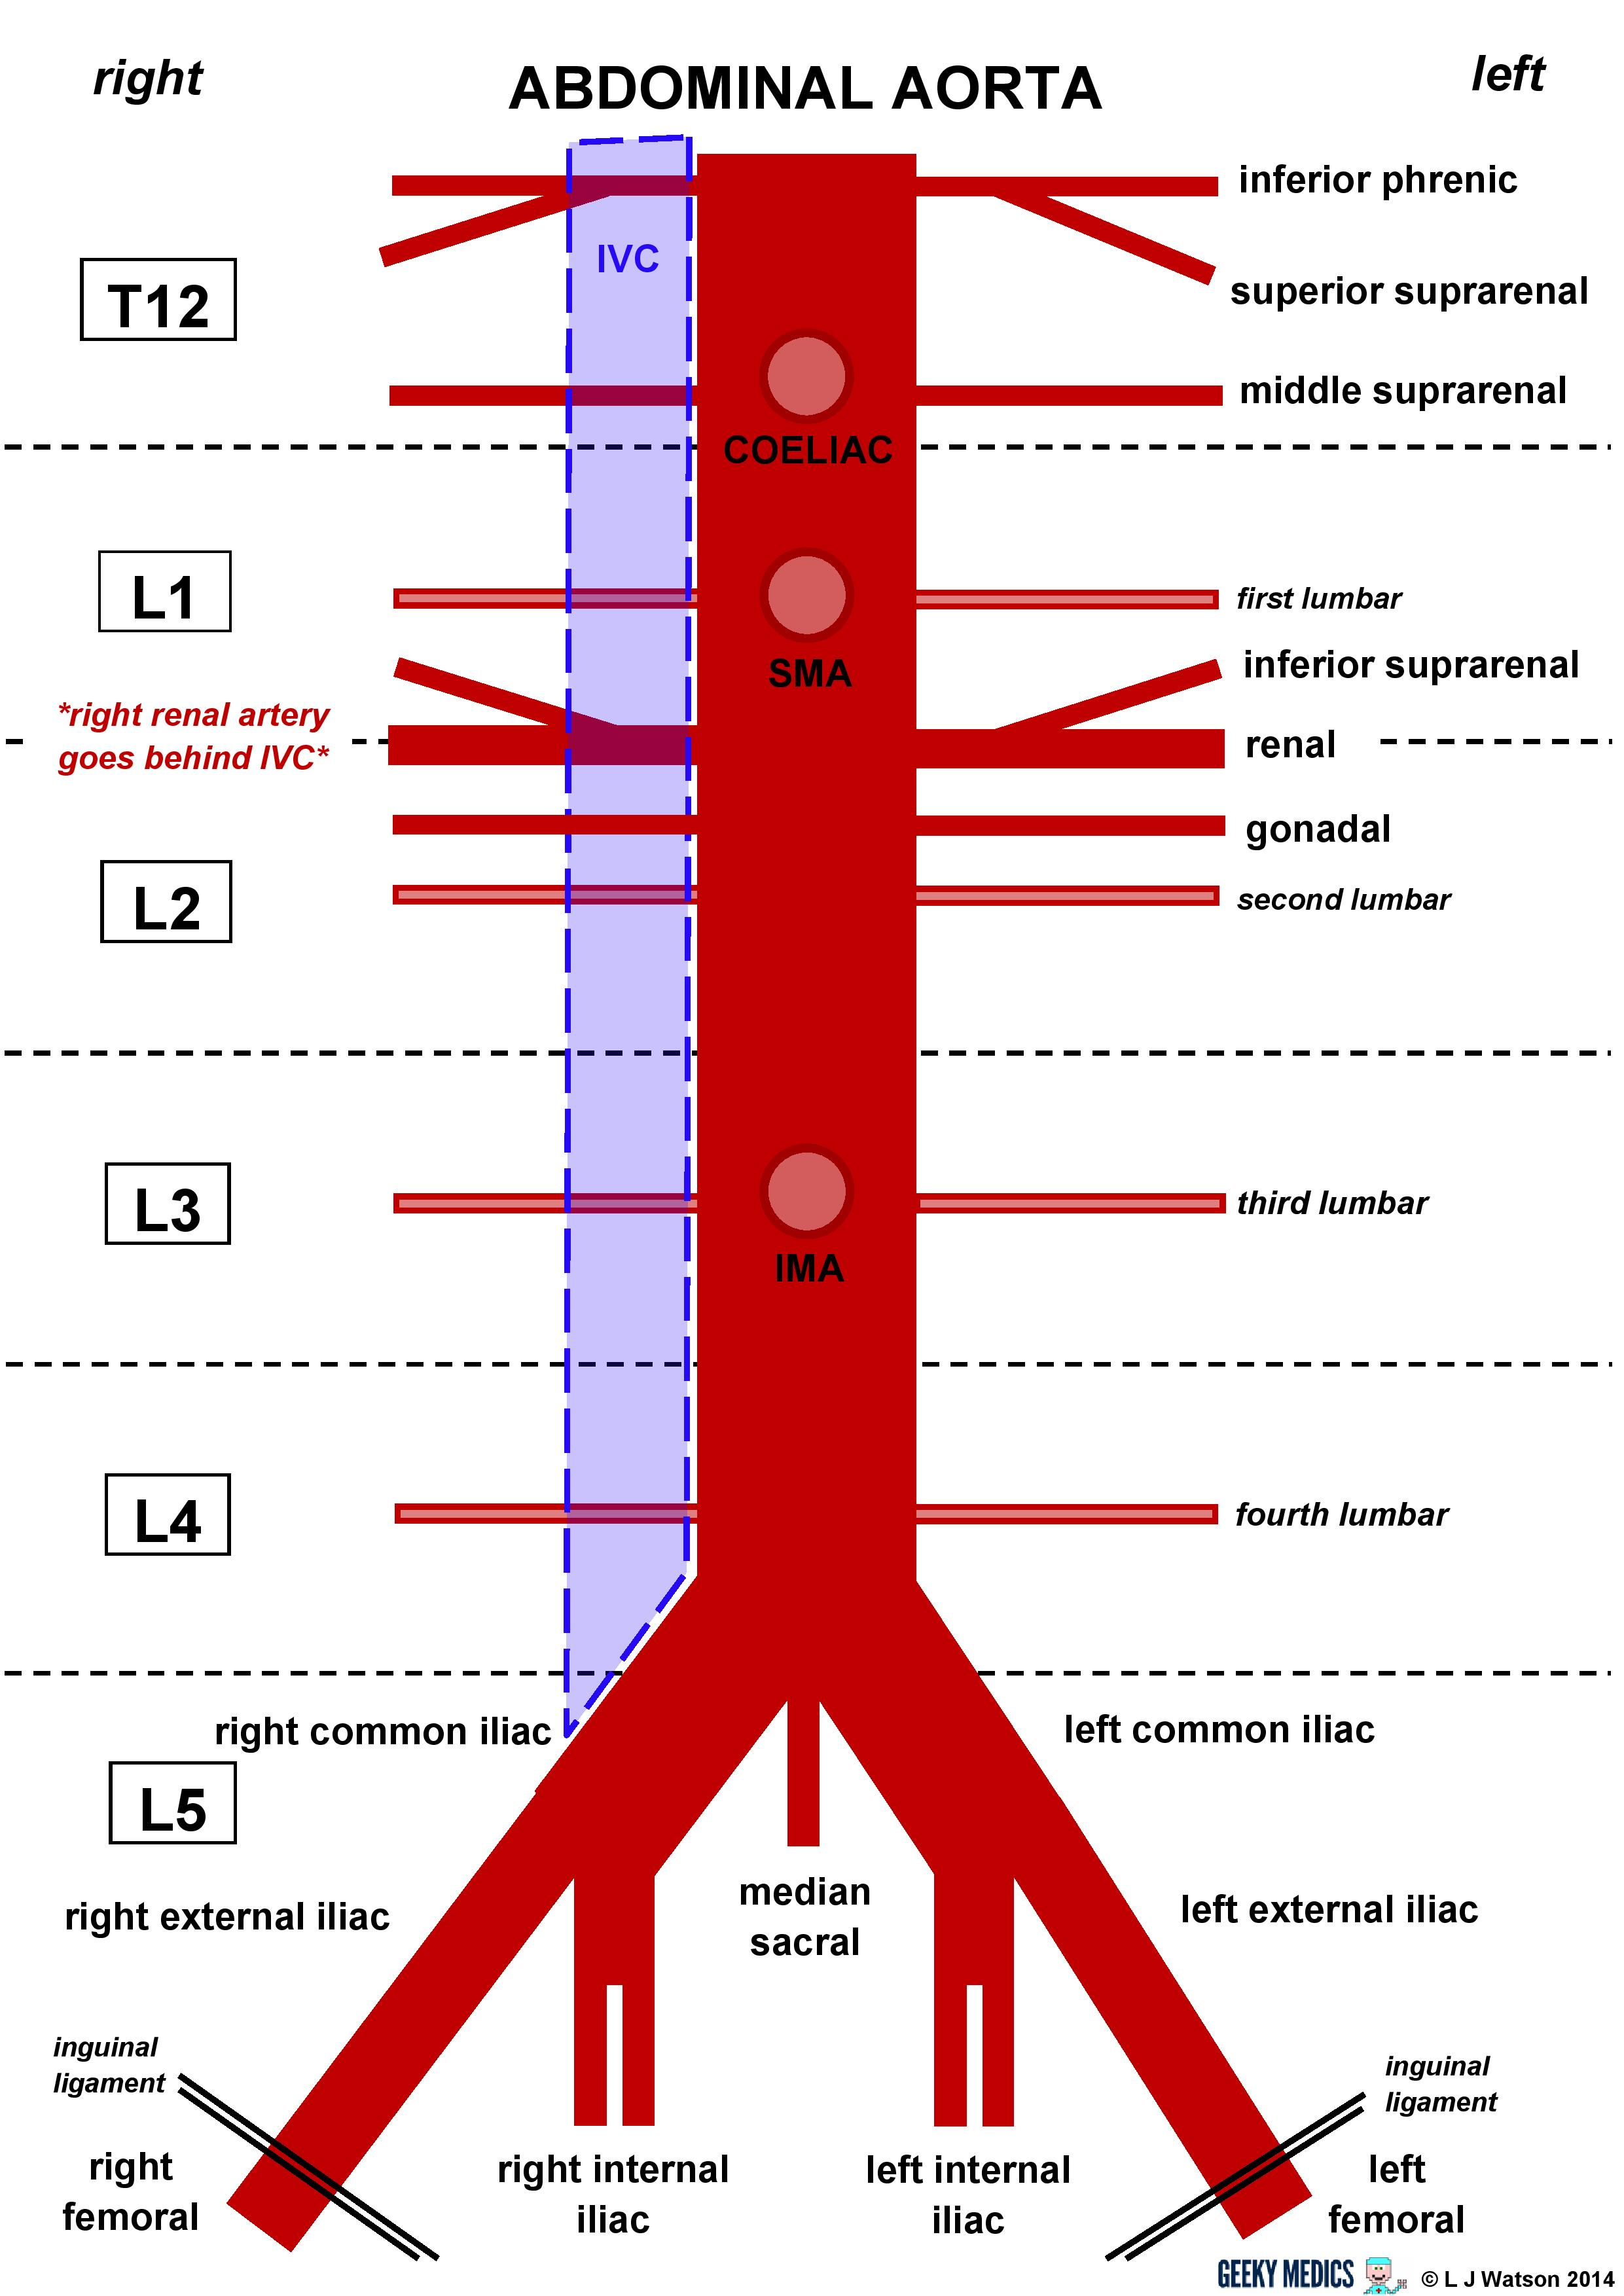 right
ABDOMINAL AORTA
left
inferior phrenic
IVC
superior suprarenal
T12
middle suprarenal
COELIAC
L1
first lumbar
SMA
inferior suprarenal
*right renal artery
goes behind IVC*
renal
gonadal
L2
second lumbar
L3
third lumbar
IMA
L4
fourth lumbar
right common iliac
left common iliac
L5
median
sacral
right external iliac
left external iliac
inguinal
ligament
inguinal
ligament
right
femoral
right internal
iliac
left internal
iliac
left
femoral
GEEKY MEDICS
© L J Watson 2014